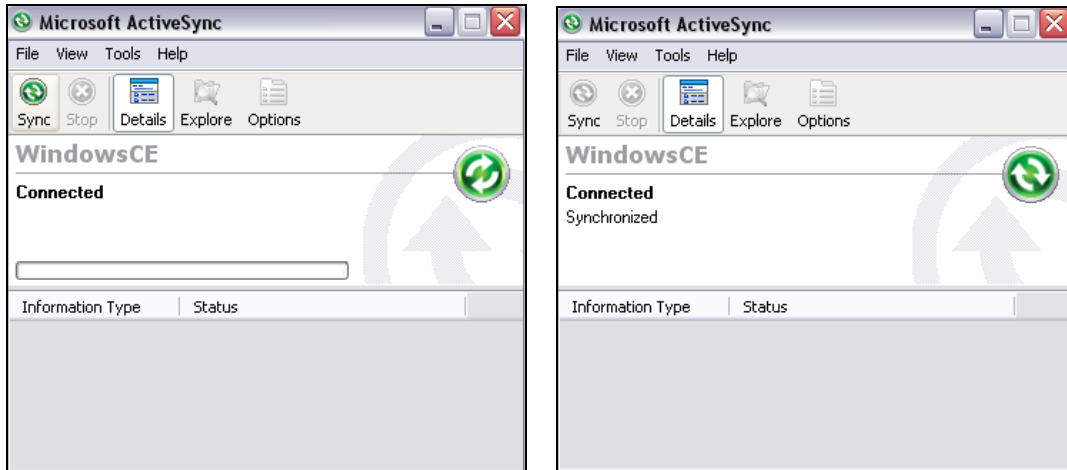 Microsoft ActiveSync
File View Tools Help
Sync Stop Details Explore Options
WindowsCE
Connected
Information Type Status
Microsoft ActiveSync
File View Tools Help
Sync Stop Details Explore Options
WindowsCE
Connected
Synchronized
Information Type Status